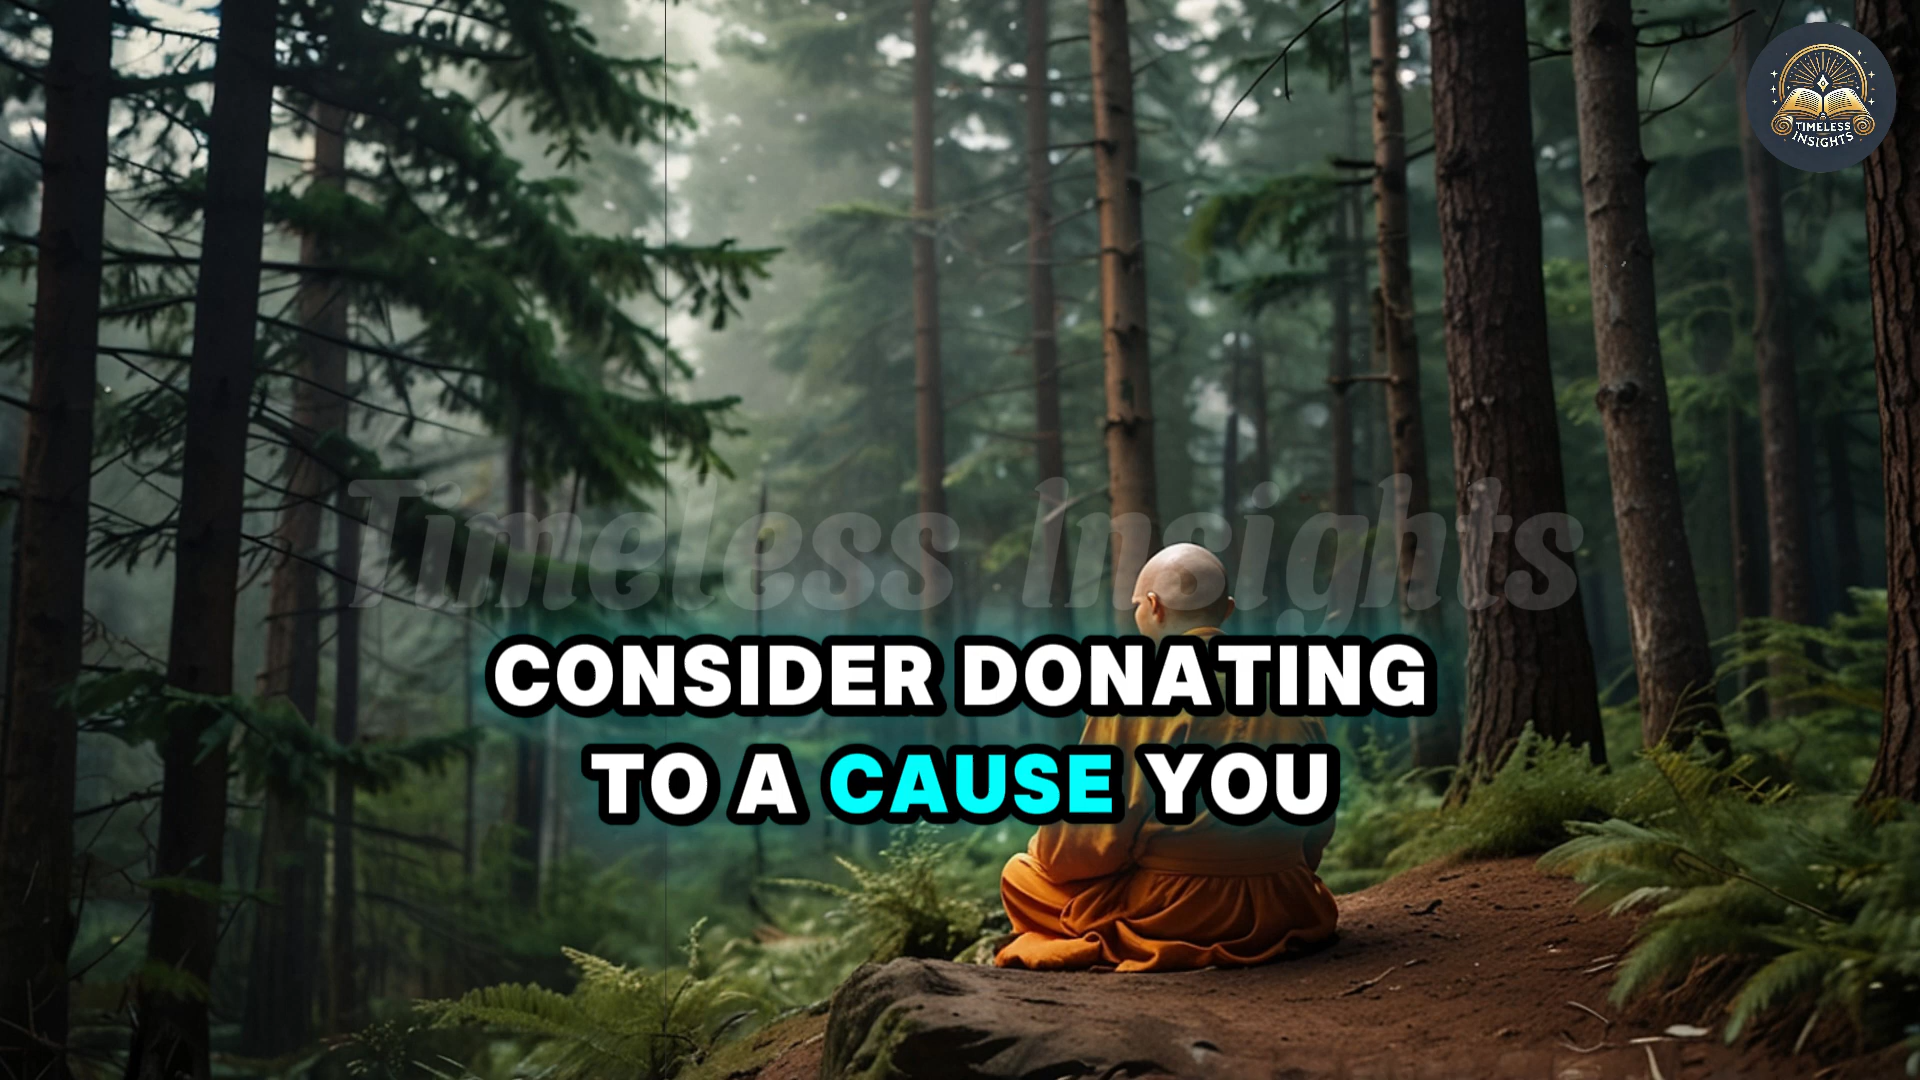 TIMELESS
INSIGHTS
Timeless Insights
CONSIDER DONATING
TO A CAUSE YOU